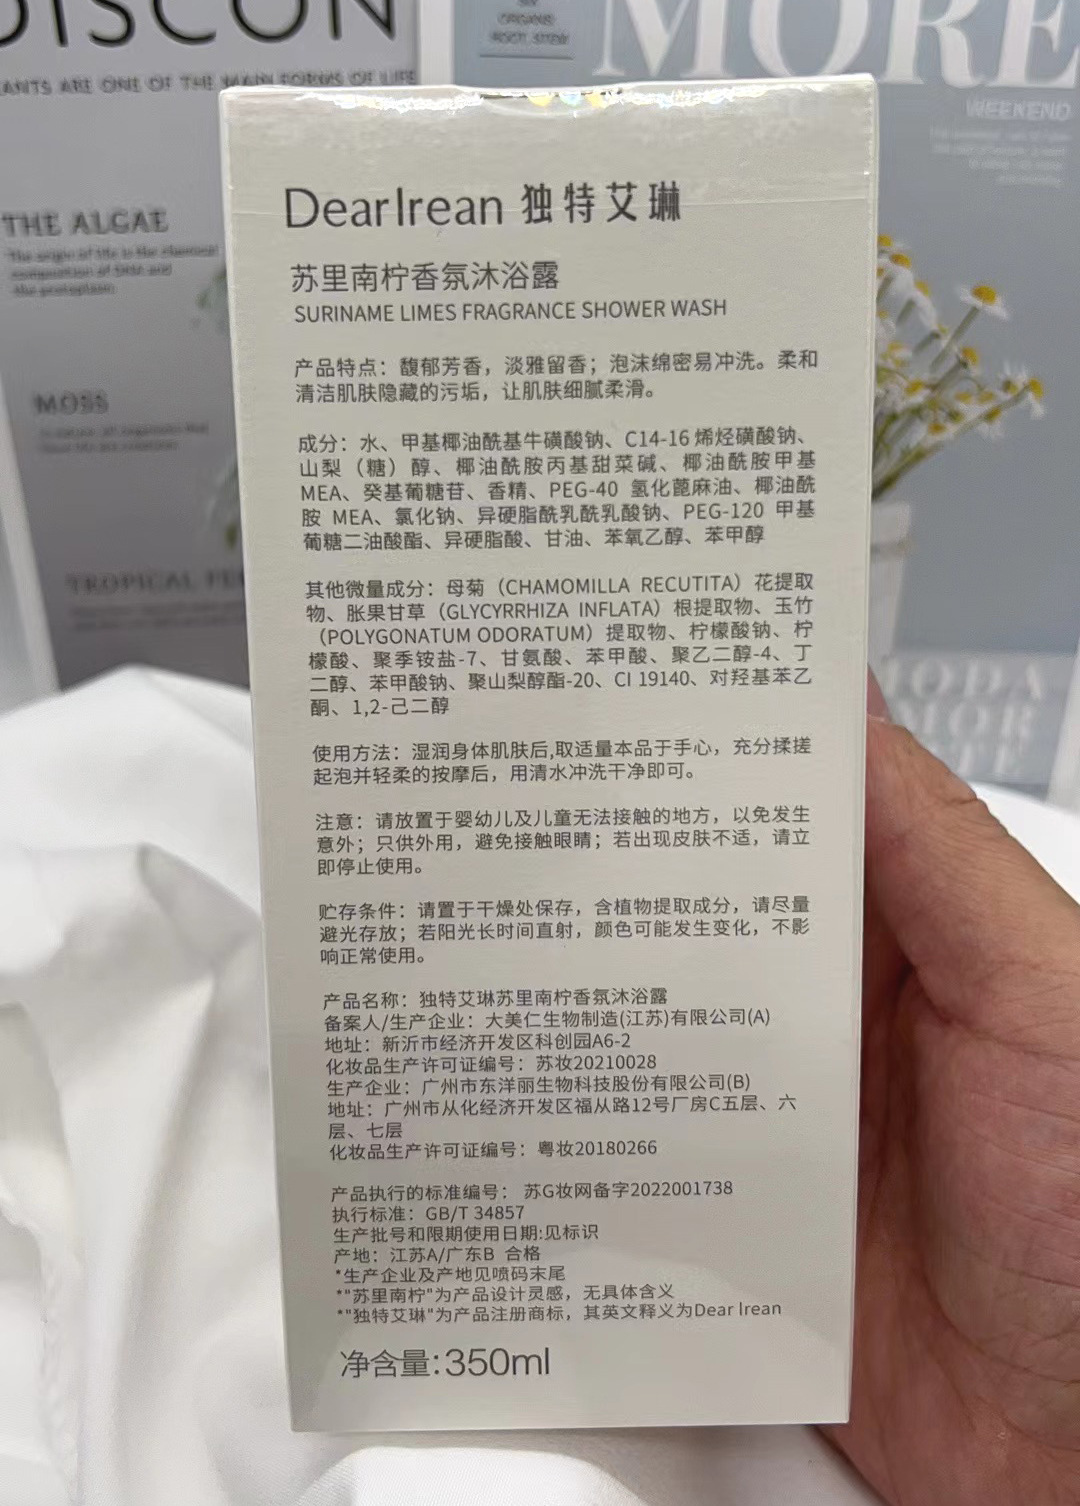 DISCON
ANTS ARE ONE OF THE MAIN FORMS OF LIFE
THE ALGAE
The origin of life is the chemical
composition of DNA and
the protoplasm
MOSS
TROPICAL
MORE
WEEKEND
DearIrean 独特艾琳
苏里南柠香氛沐浴露
SURINAME LIMES FRAGRANCE SHOWER WASH
产品特点：馥郁芳香，淡雅留香；泡沫绵密易冲洗。柔和
清洁肌肤隐藏的污垢，让肌肤细腻柔滑。
成分：水、甲基椰油酰基牛磺酸钠、C14-16 烯烃磺酸钠、
山梨（糖）醇、椰油酰胺丙基甜菜碱、椰油酰胺甲基
MEA、癸基葡糖苷、香精、PEG-40 氢化蓖麻油、椰油酰
胺 MEA、氯化钠、异硬脂酰乳酰乳酸钠、PEG-120 甲基
葡糖二油酸酯、异硬脂酸、甘油、苯氧乙醇、苯甲醇
其他微量成分：母菊（CHAMOMILLA RECUTITA）花提取
物、胀果甘草（GLYCYRRHIZA INFLATA）根提取物、玉竹
（POLYGONATUM ODORATUM）提取物、柠檬酸钠、柠
檬酸、聚季铵盐-7、甘氨酸、苯甲酸、聚乙二醇-4、丁
二醇、苯甲酸钠、聚山梨醇酯-20、CI 19140、对羟基苯乙
酮、1,2-己二醇
使用方法：湿润身体肌肤后,取适量本品于手心，充分揉搓
起泡并轻柔的按摩后，用清水冲洗干净即可。
注意：请放置于婴幼儿及儿童无法接触的地方，以免发生
意外；只供外用，避免接触眼睛；若出现皮肤不适，请立
即停止使用。
贮存条件：请置于干燥处保存，含植物提取成分，请尽量
避光存放；若阳光长时间直射，颜色可能发生变化，不影
响正常使用。
产品名称：独特艾琳苏里南柠香氛沐浴露
备案人/生产企业：大美仁生物制造(江苏)有限公司(A)
地址：新沂市经济开发区科创园A6-2
化妆品生产许可证编号：苏妆20210028
生产企业：广州市东洋丽生物科技股份有限公司(B)
地址：广州市从化经济开发区福从路12号厂房C五层、六
层、七层
化妆品生产许可证编号：粤妆20180266
产品执行的标准编号： 苏G妆网备字2022001738
执行标准：GB/T 34857
生产批号和限期使用日期:见标识
产地：江苏A/广东B 合格
*生产企业及产地见喷码末尾
*"苏里南柠"为产品设计灵感，无具体含义
*"独特艾琳"为产品注册商标，其英文释义为Dear Irean
净含量:350ml